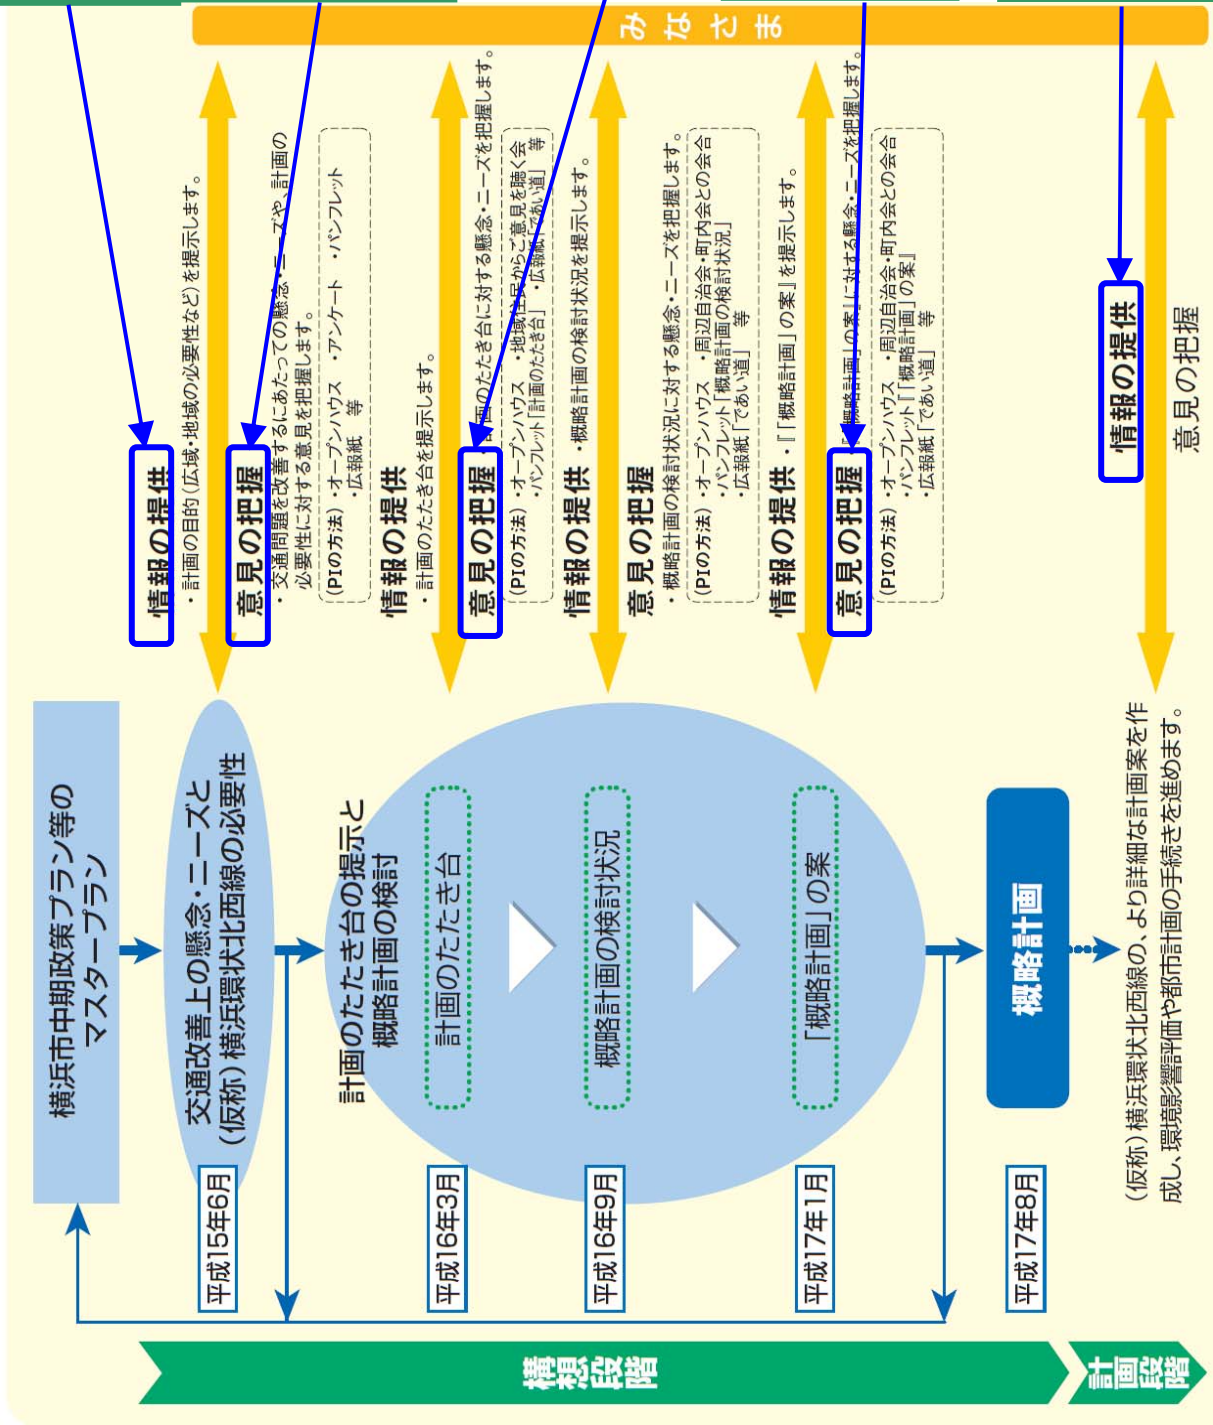 構想段階
計画段階
横浜市中期政策プラン等の
マスタープラン
平成15年6月
交通改善上の懸念・ニーズと
(仮称)横浜環状北西線の必要性
計画のたたき台の提示と
概略計画の検討
平成16年3月
計画のたたき台
平成16年9月
概略計画の検討状況
平成17年1月
「概略計画」の案
平成17年8月
概略計画
(仮称)横浜環状北西線の、より詳細な計画案を作
成し、環境影響評価や都市計画の手続きを進めます。
情報の提供
・計画の目的(広域・地域の必要性など)を提示します。
意見の把握
・交通問題を改善するにあたっての懸念・ニーズや、計画の
必要性に対する意見を把握します。
(PIの方法)・オープンハウス ・アンケート ・パンフレット
・広報紙 等
情報の提供
・計画のたたき台を提示します。
意見の把握
・計画のたたき台に対する懸念・ニーズを把握します。
(PIの方法)・オープンハウス ・地域住民からご意見を聴く会
・パンフレット「計画のたたき台」 ・広報紙「であい道」 等
情報の提供 ・概略計画の検討状況を提示します。
意見の把握
・概略計画の検討状況に対する懸念・ニーズを把握します。
(PIの方法)・オープンハウス ・周辺自治会・町内会との会合
・パンフレット「概略計画の検討状況」
・広報紙「であい道」 等
情報の提供 ・『「概略計画」の案』を提示します。
意見の把握 『「概略計画」の案』に対する懸念・ニーズを把握します。
(PIの方法)・オープンハウス ・周辺自治会・町内会との会合
・パンフレット『「概略計画」の案』
・広報紙「であい道」 等
情報の提供
意見の把握
みなさま